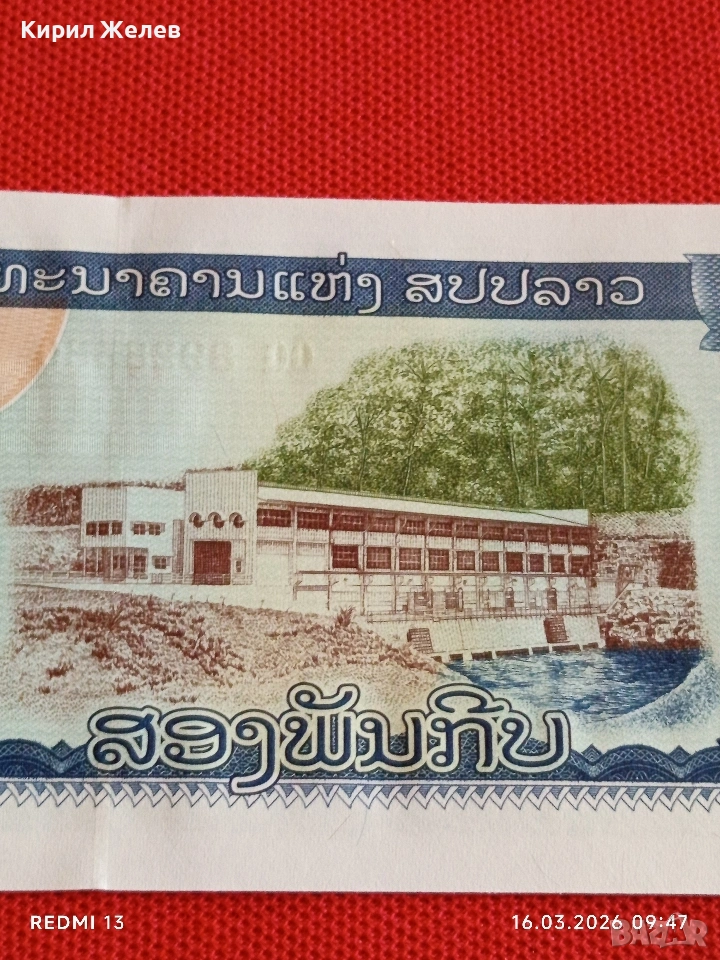 Кирил Желев
ທະນາຄານແຫ່ງ ສປປລາວ
ສອງພັນກີບ
REDMI 13
16.03.2026 09:47
BAZAR